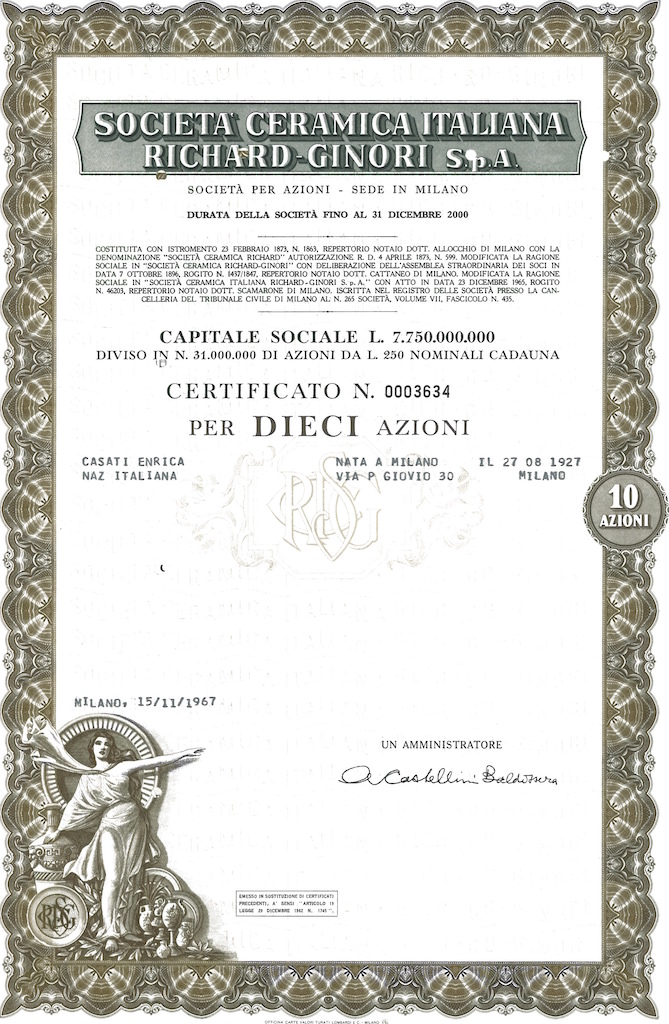 SOCIETÀ CERAMICA ITALIANA
RICHARD-GINORI S.p.A.
SOCIETÀ PER AZIONI - SEDE IN MILANO
DURATA DELLA SOCIETÀ FINO AL 31 DICEMBRE 2000
COSTITUITA CON ISTROMENTO 23 FEBBRAIO 1873, N. 1863, REPERTORIO NOTAIO DOTT. ALLOCCHIO DI MILANO CON LA
DENOMINAZIONE "SOCIETÀ CERAMICA RICHARD" AUTORIZZAZIONE R. D. 4 APRILE 1873, N. 599. MODIFICATA LA RAGIONE
SOCIALE IN "SOCIETÀ CERAMICA RICHARD-GINORI" CON DELIBERAZIONE DELL'ASSEMBLEA STRAORDINARIA DEI SOCI IN
DATA 7 OTTOBRE 1896, ROGITO N. 1497/167, REPERTORIO NOTAIO DOTT. CATTANEO DI MILANO. MODIFICATA LA RAGIONE
SOCIALE IN "SOCIETÀ CERAMICA ITALIANA RICHARD-GINORI S.p.A." CON ATTO IN DATA 23 DICEMBRE 1965, ROGITO
N. 46203, REPERTORIO NOTAIO DOTT. SCAMARONE DI MILANO. ISCRITTA NEL REGISTRO DELLE SOCIETÀ PRESSO LA CAN-
CELLERIA DEL TRIBUNALE CIVILE DI MILANO AL N. 265 SOCIETÀ, VOLUME VII, FASCICOLO N. 435.
CAPITALE SOCIALE L. 7.750.000.000
DIVISO IN N. 31.000.000 DI AZIONI DA L. 250 NOMINALI CADAUNA
CERTIFICATO N. 0003634
PER DIECI AZIONI
CASATI ENRICA NATA A MILANO IL 27 08 1927
NAZ ITALIANA VIA P GIOVIO 30 MILANO
10
AZIONI
MILANO, 15/11/1967
UN AMMINISTRATORE
EMESSO IN SOSTITUZIONE DI CERTIFICATI
PRECEDENTI, A' SENSI "ARTICOLO 11
LEGGE 29 DICEMBRE 1962 N. 1745".
OFFICINA CARTE VALORI TURATI LOMBARDI E C. - MILANO